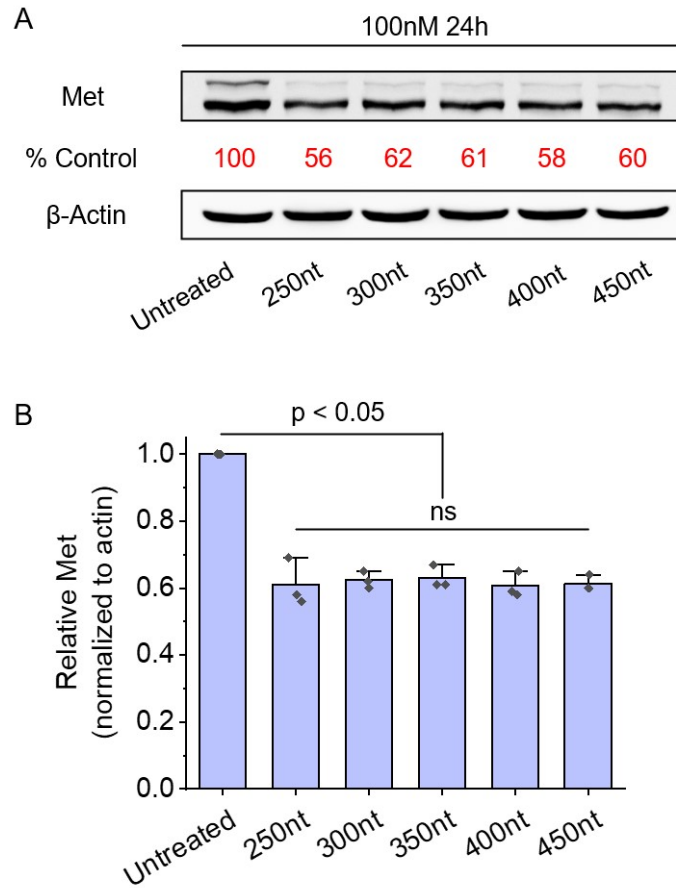 A
100nM 24h
Met
% Control 100 56 62 61 58 60
β-Actin
Untreated 250nt 300nt 350nt 400nt 450nt
B
p < 0.05
ns
Relative Met
(normalized to actin)
1.0
0.8
0.6
0.4
0.2
0.0
Untreated 250nt 300nt 350nt 400nt 450nt